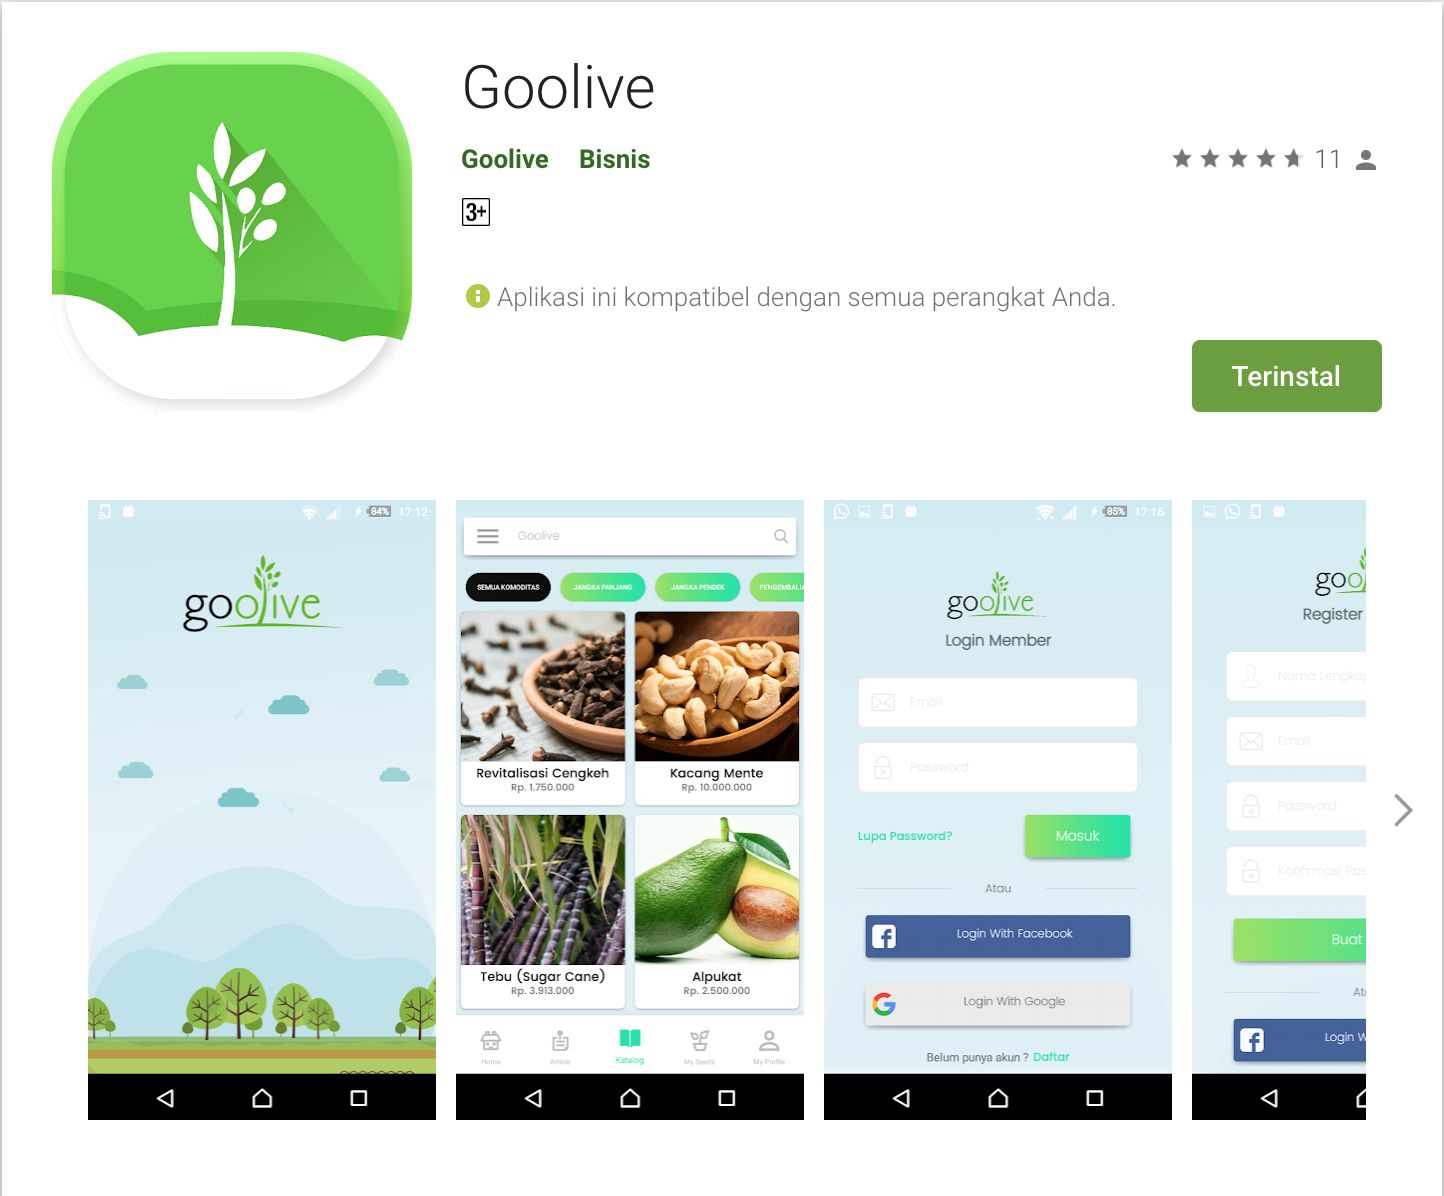 Goolive
Goolive Bisnis
11
3+
Aplikasi ini kompatibel dengan semua perangkat Anda.
Terinstal
84% 17:12
goolive
Goolive
SEMUA KOMODITAS
JANGKA PANJANG
JANGKA PENDEK
PENGEMBALIA
Revitalisasi Cengkeh
Rp. 1.750.000
Kacang Mente
Rp. 10.000.000
Tebu (Sugar Cane)
Rp. 3.913.000
Alpukat
Rp. 2.500.000
Home
Article
Katalog
My Seeds
My Profile
85% 17:16
goolive
Login Member
Email
Password
Lupa Password?
Masuk
Atau
Login With Facebook
Login With Google
Belum punya akun ? Daftar
goo
Register
Nama Lengkap
Email
Password
Konfirmasi Pas
Buat
Atau
Login W